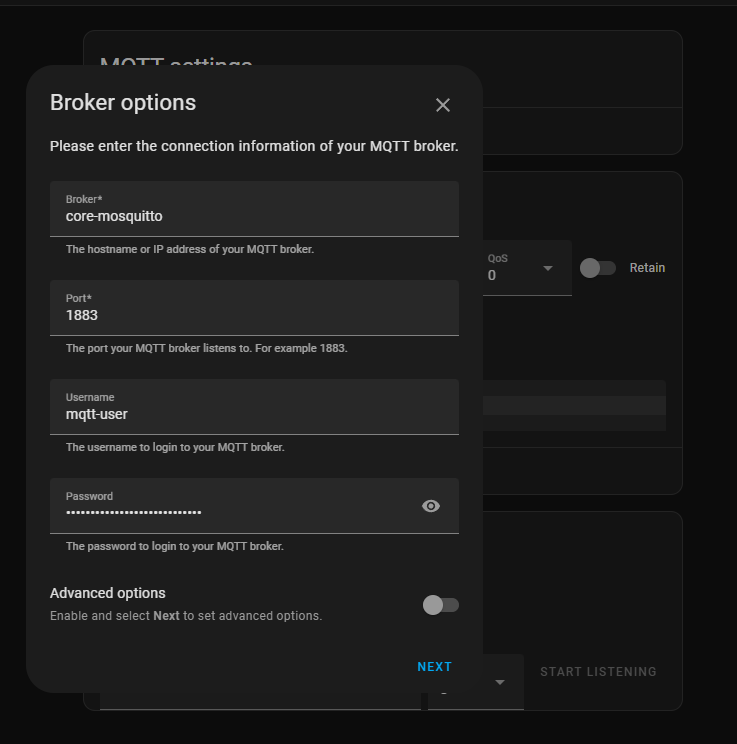 MQTT settings
Broker options
Please enter the connection information of your MQTT broker.
Broker*
core-mosquitto
The hostname or IP address of your MQTT broker.
QoS
0
Retain
Port*
1883
The port your MQTT broker listens to. For example 1883.
Username
mqtt-user
The username to login to your MQTT broker.
Password
••••••••••••••••••••••••••••
The password to login to your MQTT broker.
Advanced options
Enable and select Next to set advanced options.
NEXT
START LISTENING